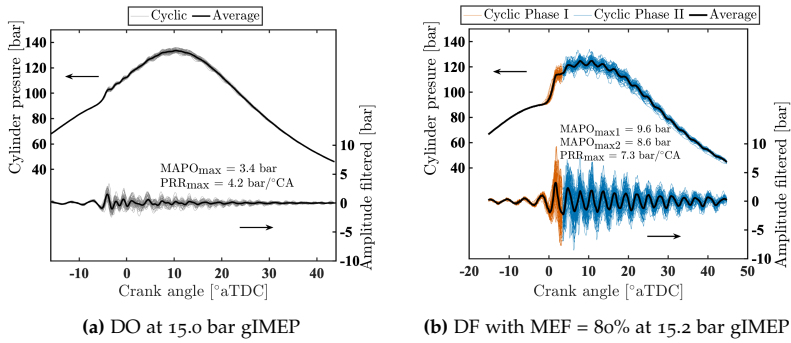 Cyclic Average
Cylinder presure [bar]
140
120
100
80
60
40
10
5
0
-5
-10
Amplitude filtered [bar]
MAPOmax = 3.4 bar
PRRmax = 4.2 bar/°CA
-10 0 10 20 30 40
Crank angle [°aTDC]
(a) DO at 15.0 bar gIMEP
Cyclic Phase I Cyclic Phase II Average
Cylinder presure [bar]
140
120
100
80
60
40
10
5
0
-5
-10
Amplitude filtered [bar]
MAPOmax1 = 9.6 bar
MAPOmax2 = 8.6 bar
PRRmax = 7.3 bar/°CA
-20 -10 0 10 20 30 40 50
Crank angle [°aTDC]
(b) DF with MEF = 80% at 15.2 bar gIMEP